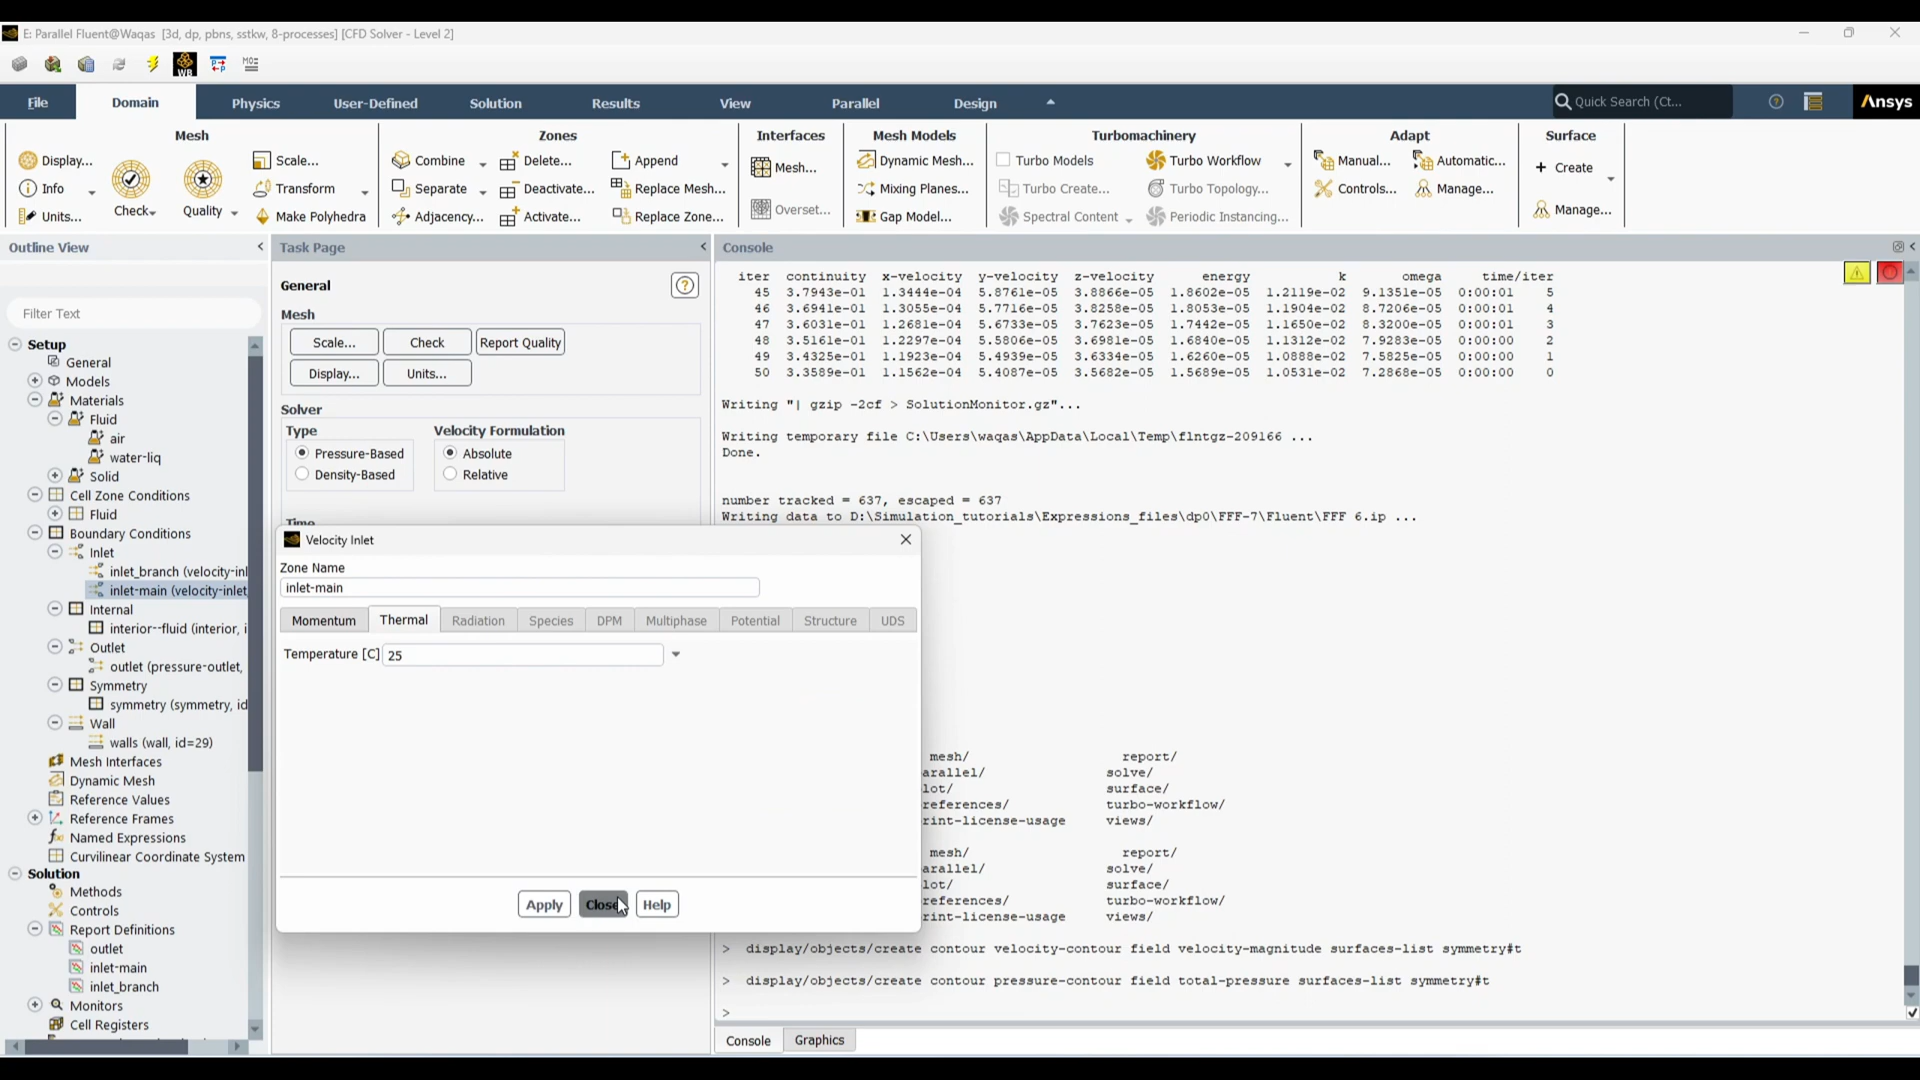 E: Parallel Fluent@Waqas [3d, dp, pbns, sstkw, 8-processes] [CFD Solver - Level 2]
WB
File Domain Physics User-Defined Solution Results View Parallel Design Quick Search (Ct... Ansys
Mesh
Display... Info Units... Check Quality Scale... Transform Make Polyhedra
Zones
Combine Delete... Append
Separate Deactivate... Replace Mesh...
Adjacency... Activate... Replace Zone...
Interfaces
Mesh...
Overset...
Mesh Models
Dynamic Mesh...
Mixing Planes...
Gap Model...
Turbomachinery
Turbo Models Turbo Workflow
Turbo Create... Turbo Topology...
Spectral Content Periodic Instancing...
Adapt
Manual... Automatic...
Controls... Manage...
Surface
+ Create
Manage...
Outline View
Filter Text
Setup
General
Models
Materials
Fluid
air
water-liq
Solid
Cell Zone Conditions
Fluid
Boundary Conditions
Inlet
inlet_branch (velocity-inl
inlet-main (velocity-inlet
Internal
interior--fluid (interior, i
Outlet
outlet (pressure-outlet,
Symmetry
symmetry (symmetry, id
Wall
walls (wall, id=29)
Mesh Interfaces
Dynamic Mesh
Reference Values
Reference Frames
Named Expressions
Curvilinear Coordinate System
Solution
Methods
Controls
Report Definitions
outlet
inlet-main
inlet_branch
Monitors
Cell Registers
Task Page
General
Mesh
Scale... Check Report Quality
Display... Units...
Solver
Type Velocity Formulation
Pressure-Based Absolute
Density-Based Relative
Time
Velocity Inlet
Zone Name
inlet-main
Momentum Thermal Radiation Species DPM Multiphase Potential Structure UDS
Temperature [C] 25
Apply Close Help
Console
iter continuity x-velocity y-velocity z-velocity energy k omega time/iter
45 3.7943e-01 1.3444e-04 5.8761e-05 3.8866e-05 1.8602e-05 1.2119e-02 9.1351e-05 0:00:01 5
46 3.6941e-01 1.3055e-04 5.7716e-05 3.8258e-05 1.8053e-05 1.1904e-02 8.7206e-05 0:00:01 4
47 3.6031e-01 1.2681e-04 5.6733e-05 3.7623e-05 1.7442e-05 1.1650e-02 8.3200e-05 0:00:01 3
48 3.5161e-01 1.2297e-04 5.5806e-05 3.6981e-05 1.6840e-05 1.1312e-02 7.9283e-05 0:00:00 2
49 3.4325e-01 1.1923e-04 5.4939e-05 3.6334e-05 1.6260e-05 1.0888e-02 7.5825e-05 0:00:00 1
50 3.3589e-01 1.1562e-04 5.4087e-05 3.5682e-05 1.5689e-05 1.0531e-02 7.2868e-05 0:00:00 0
Writing "| gzip -2cf > SolutionMonitor.gz"...
Writing temporary file C:\Users\waqas\AppData\Local\Temp\flntgz-209166 ...
Done.
number tracked = 637, escaped = 637
Writing data to D:\Simulation_tutorials\Expressions_files\dp0\FFF-7\Fluent\FFF 6.ip ...
mesh/ report/
arallel/ solve/
lot/ surface/
references/ turbo-workflow/
rint-license-usage views/
mesh/ report/
arallel/ solve/
lot/ surface/
references/ turbo-workflow/
rint-license-usage views/
> display/objects/create contour velocity-contour field velocity-magnitude surfaces-list symmetry#t
> display/objects/create contour pressure-contour field total-pressure surfaces-list symmetry#t
>
Console Graphics